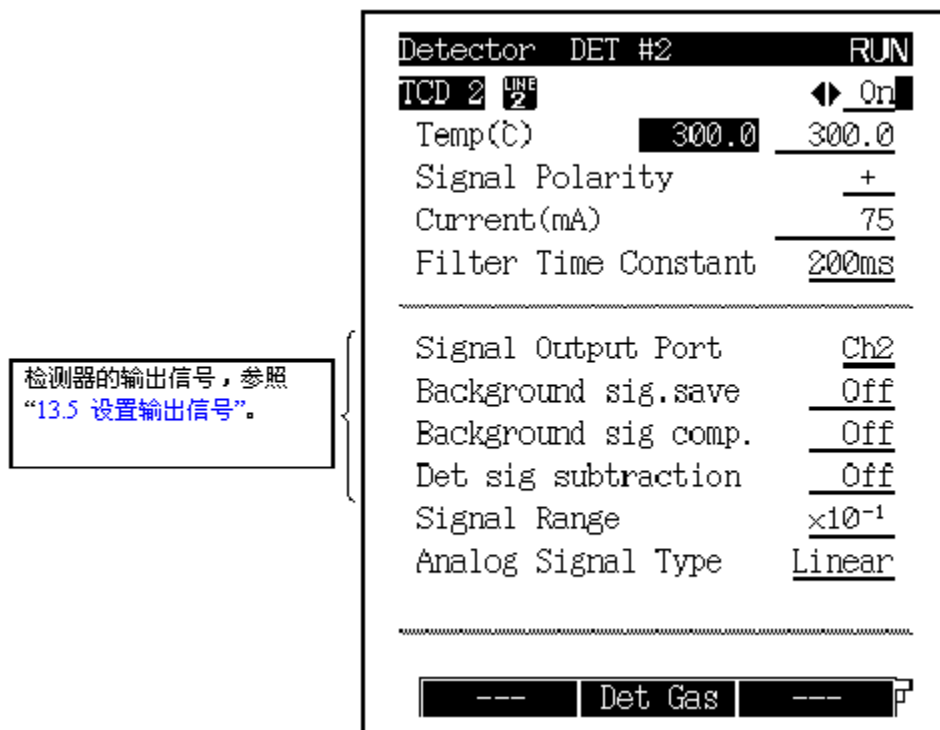 Detector DET #2 RUN
TCD 2 LINE 2 ◀▶ On
Temp(℃) 300.0 300.0
Signal Polarity +
Current(mA) 75
Filter Time Constant 200ms
检测器的输出信号，参照
“13.5 设置输出信号”。
Signal Output Port Ch2
Background sig.save Off
Background sig comp. Off
Det sig subtraction Off
Signal Range ×10⁻¹
Analog Signal Type Linear
--- Det Gas ---